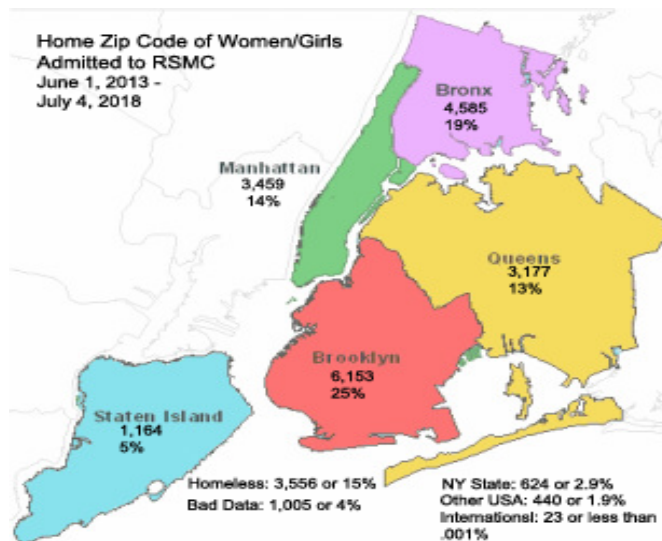 Home Zip Code of Women/Girls
Admitted to RSMC
June 1, 2013 -
July 4, 2018
Bronx
4,585
19%
Manhattan
3,459
14%
Queens
3,177
13%
Brooklyn
6,153
25%
Staten Island
1,164
5%
Homeless: 3,556 or 15%
Bad Data: 1,005 or 4%
NY State: 624 or 2.9%
Other USA: 440 or 1.9%
International: 23 or less than
.001%